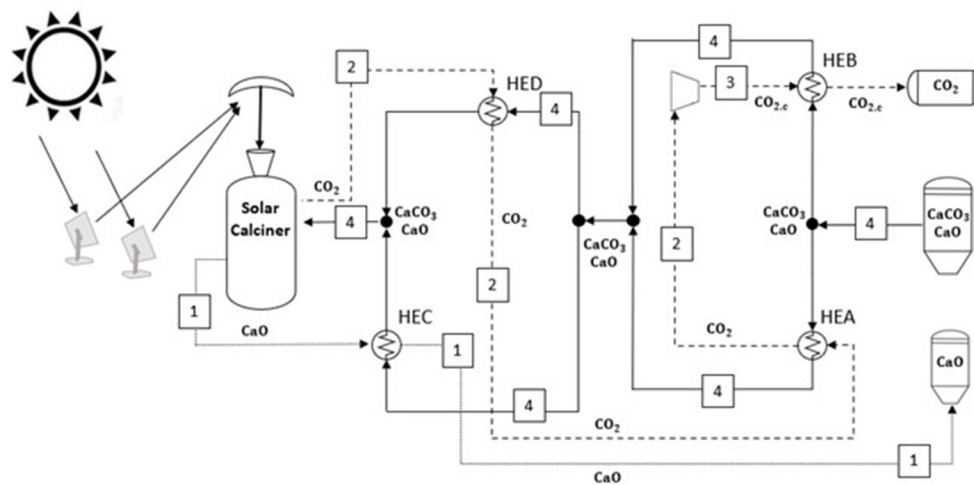 4
HEB
2
HED
3
CO2,c
CO2,c
CO2
4
CO2
Solar
Calciner
4
CaCO3
CaO
CO2
CaCO3
CaO
2
CaCO3
CaO
4
CaCO3
CaO
2
1
CaO
HEC
1
CO2
HEA
CaO
4
4
CO2
1
CaO